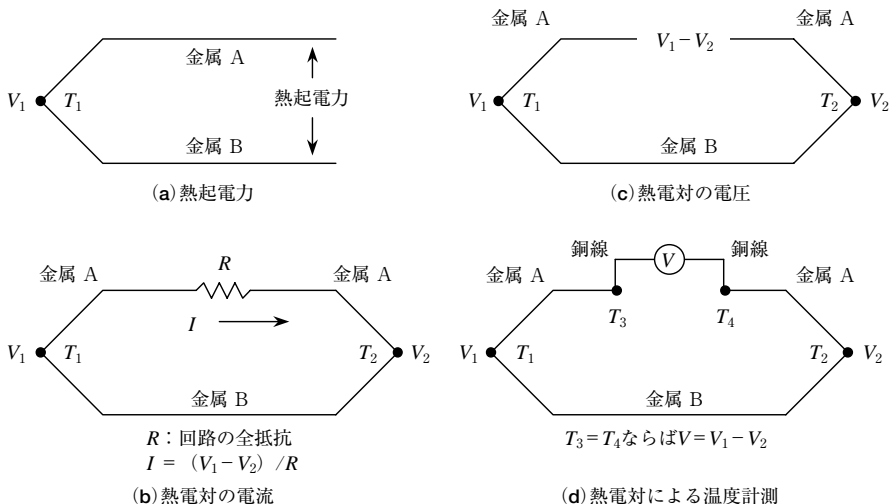 金属 A
熱起電力
V₁
T₁
金属 B
(a)熱起電力
金属 A
V₁−V₂
金属 A
V₁
T₁
T₂
V₂
金属 B
(c)熱電対の電圧
金属 A
R
金属 A
I
V₁
T₁
T₂
V₂
金属 B
R：回路の全抵抗
I = (V₁−V₂) /R
(b)熱電対の電流
銅線
V
銅線
金属 A
金属 A
T₃
T₄
V₁
T₁
T₂
V₂
金属 B
T₃=T₄ならばV=V₁−V₂
(d)熱電対による温度計測